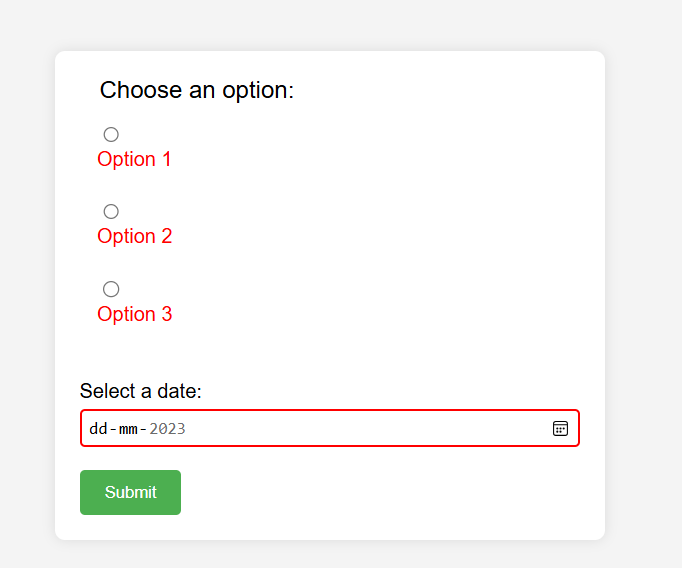 Choose an option:
Option 1
Option 2
Option 3
Select a date:
dd-mm-2023
Submit